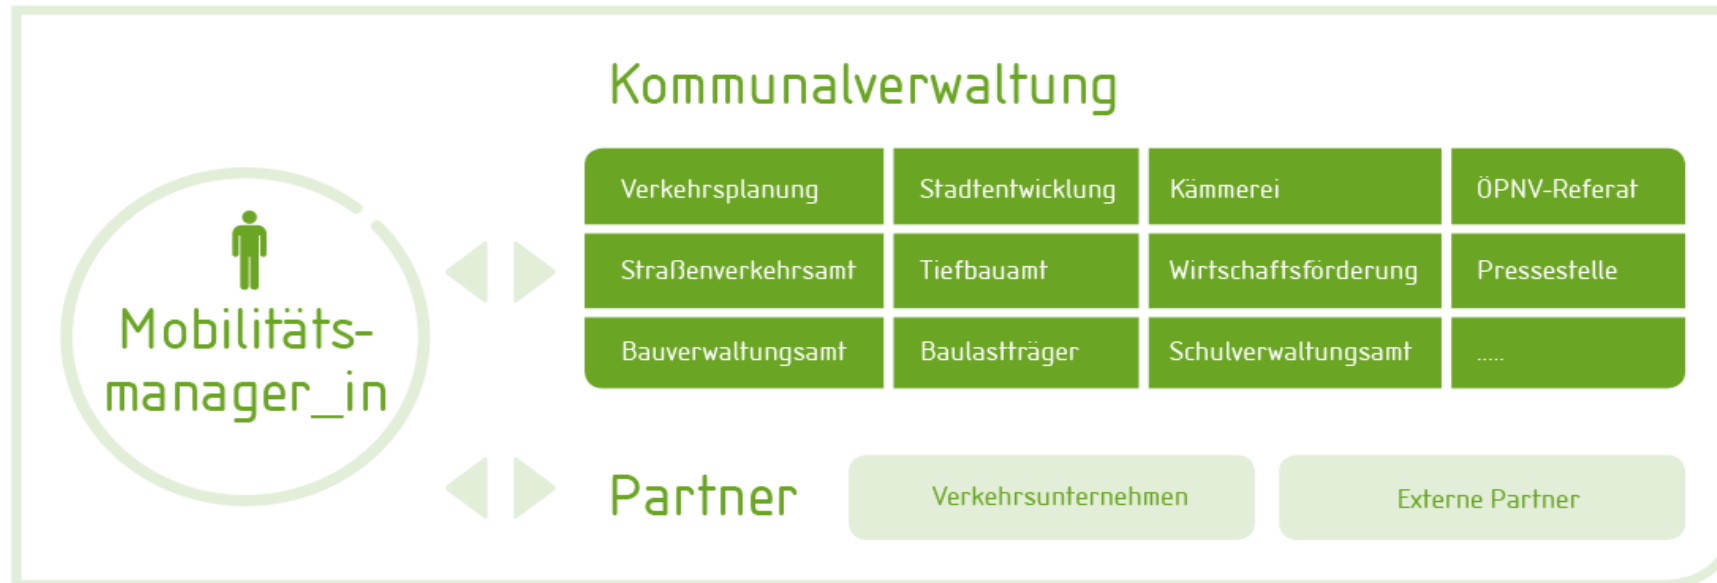 Kommunalverwaltung
Verkehrsplanung
Stadtentwicklung
Kämmerei
ÖPNV-Referat
Straßenverkehrsamt
Tiefbauamt
Wirtschaftsförderung
Pressestelle
Bauverwaltungsamt
Baulastträger
Schulverwaltungsamt
.....
Mobilitäts-
manager_in
Partner
Verkehrsunternehmen
Externe Partner